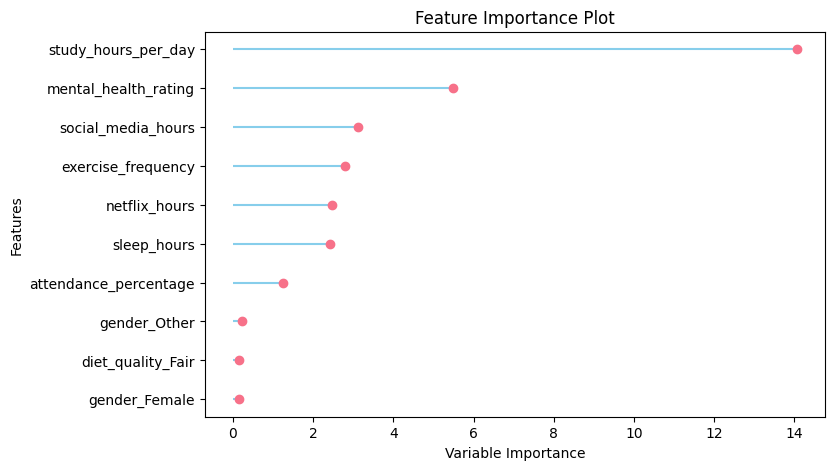 Feature Importance Plot
study_hours_per_day
mental_health_rating
social_media_hours
exercise_frequency
netflix_hours
sleep_hours
attendance_percentage
gender_Other
diet_quality_Fair
gender_Female
Features
0 2 4 6 8 10 12 14
Variable Importance